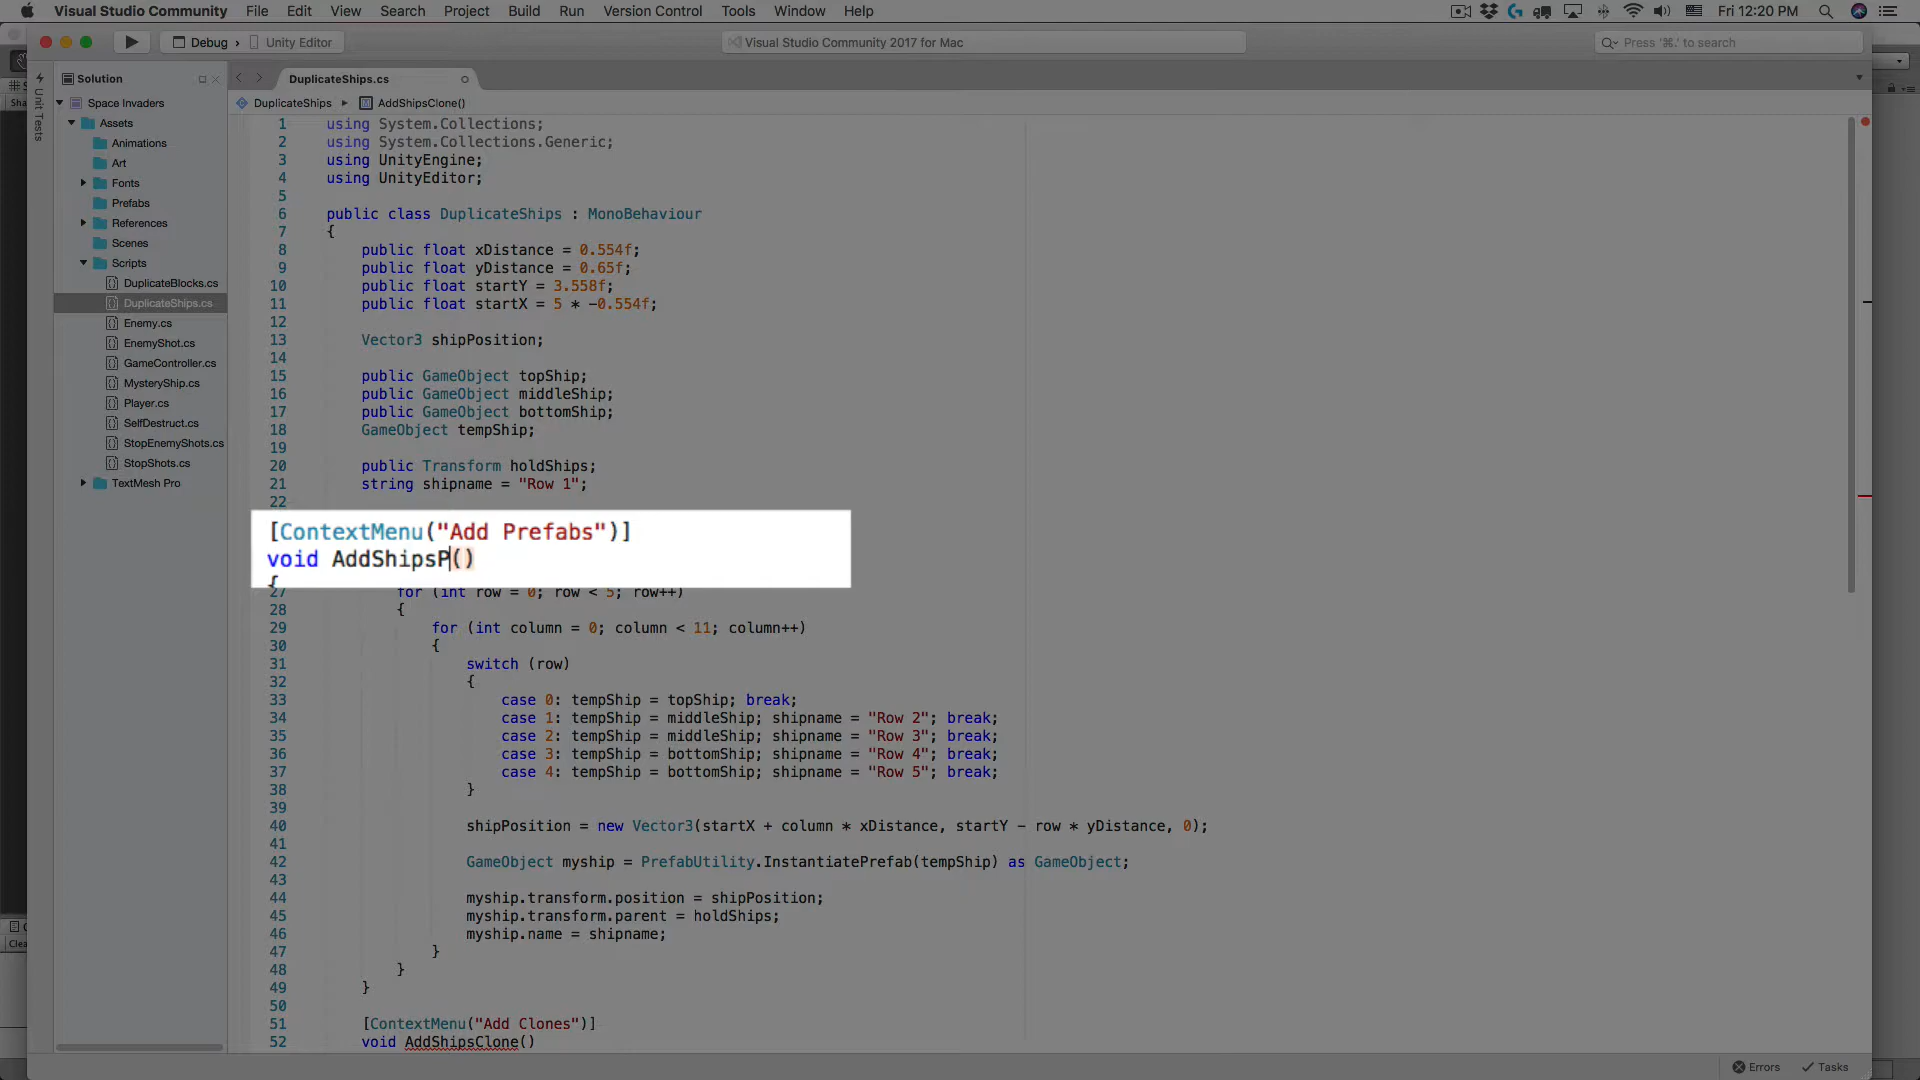 Visual Studio Community File Edit View Search Project Build Run Version Control Tools Window Help Fri 12:20 PM
Debug › Unity Editor Visual Studio Community 2017 for Mac Press '⌘.' to search
Solution
Unit Tests
Space Invaders
Assets
Animations
Art
Fonts
Prefabs
References
Scenes
Scripts
DuplicateBlocks.cs
DuplicateShips.cs
Enemy.cs
EnemyShot.cs
GameController.cs
MysteryShip.cs
Player.cs
SelfDestruct.cs
StopEnemyShots.cs
StopShots.cs
TextMesh Pro
DuplicateShips.cs
DuplicateShips ▸ AddShipsClone()
1 using System.Collections;
2 using System.Collections.Generic;
3 using UnityEngine;
4 using UnityEditor;
5
6 public class DuplicateShips : MonoBehaviour
7 {
8 public float xDistance = 0.554f;
9 public float yDistance = 0.65f;
10 public float startY = 3.558f;
11 public float startX = 5 * -0.554f;
12
13 Vector3 shipPosition;
14
15 public GameObject topShip;
16 public GameObject middleShip;
17 public GameObject bottomShip;
18 GameObject tempShip;
19
20 public Transform holdShips;
21 string shipname = "Row 1";
22
[ContextMenu("Add Prefabs")]
void AddShipsP()
{
27 for (int row = 0; row < 5; row++)
28 {
29 for (int column = 0; column < 11; column++)
30 {
31 switch (row)
32 {
33 case 0: tempShip = topShip; break;
34 case 1: tempShip = middleShip; shipname = "Row 2"; break;
35 case 2: tempShip = middleShip; shipname = "Row 3"; break;
36 case 3: tempShip = bottomShip; shipname = "Row 4"; break;
37 case 4: tempShip = bottomShip; shipname = "Row 5"; break;
38 }
39
40 shipPosition = new Vector3(startX + column * xDistance, startY - row * yDistance, 0);
41
42 GameObject myship = PrefabUtility.InstantiatePrefab(tempShip) as GameObject;
43
44 myship.transform.position = shipPosition;
45 myship.transform.parent = holdShips;
46 myship.name = shipname;
47 }
48 }
49 }
50
51 [ContextMenu("Add Clones")]
52 void AddShipsClone()
Errors Tasks